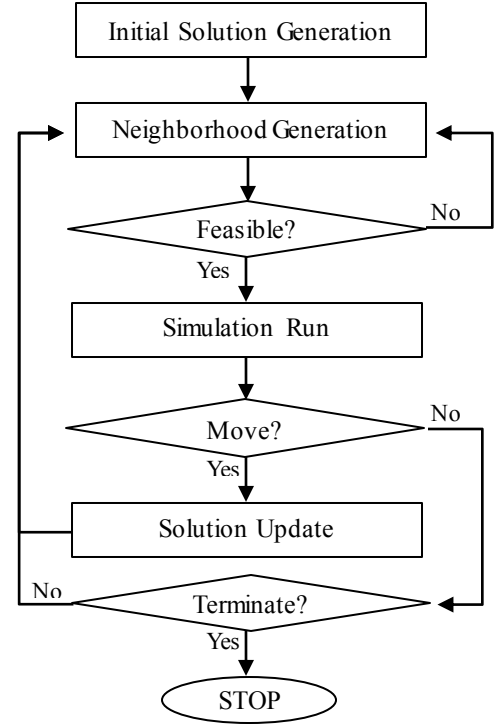 Initial Solution Generation
Neighborhood Generation
Feasible?
No
Yes
Simulation Run
Move?
No
Yes
Solution Update
No
Terminate?
Yes
STOP